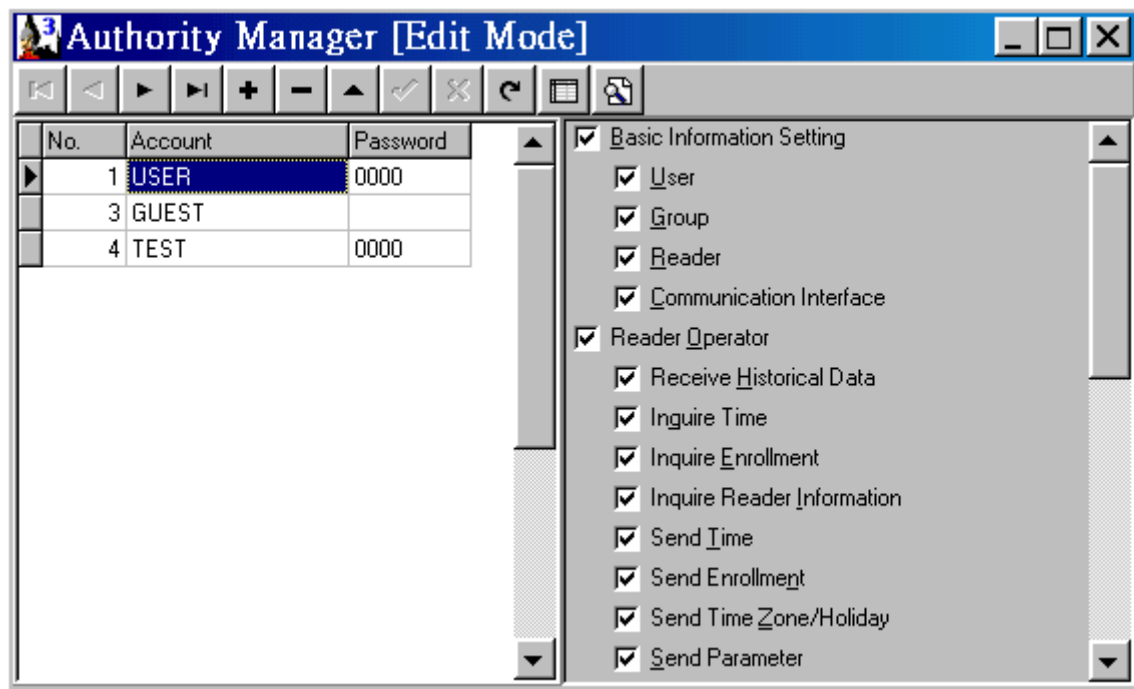 Authority Manager [Edit Mode]
No. Account Password
1 USER 0000
3 GUEST
4 TEST 0000
Basic Information Setting
User
Group
Reader
Communication Interface
Reader Operator
Receive Historical Data
Inguire Time
Inquire Enrollment
Inquire Reader Information
Send Time
Send Enrollment
Send Time Zone/Holiday
Send Parameter